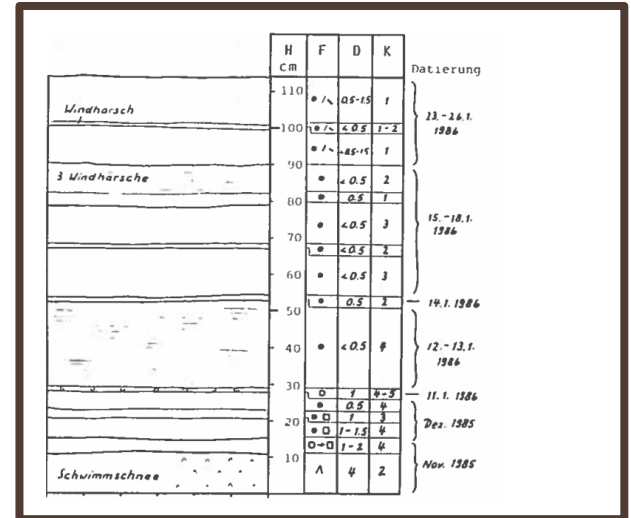 H F D K
cm
Datierung
110
● / \ 0.5-1.5 1
Windharsch
23.-26.1.
1986
100 ● / \ < 0.5 1-2
● / \ 1
90
3 Windharsche
● < 0.5 2
80 ● 0.5 1
● < 0.5 3
15.-18.1.
1986
70
● < 0.5 2
60 ● < 0.5 3
● 0.5 2 14.1. 1986
50
40 ● < 0.5 4
12.-13.1.
1986
30
□ 1 4-5 11.1. 1986
● 0.5 4
20 ● □ 1 3
Dez. 1985
● □ 1-1.5 4
O→□ 1-2 4
10
Schwimmschnee
∧ 4 2
Nov. 1985